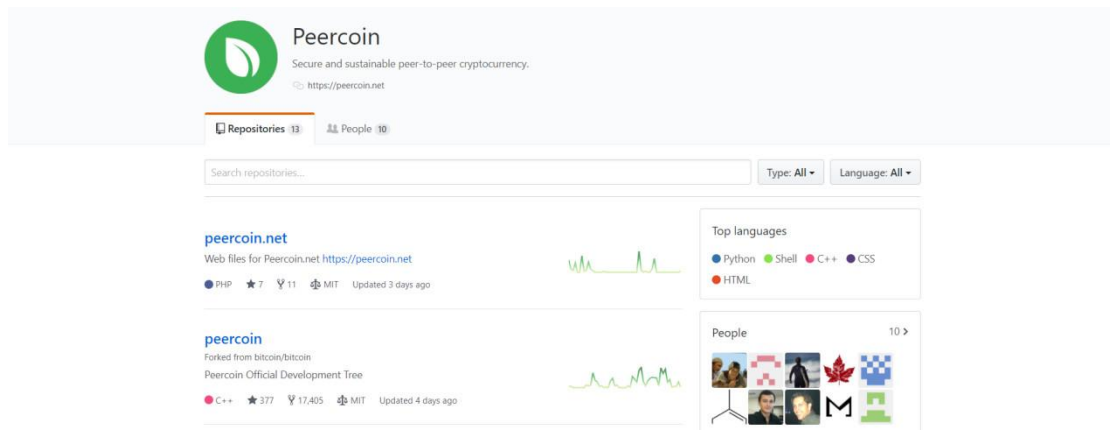 Peercoin
Secure and sustainable peer-to-peer cryptocurrency.
https://peercoin.net
Repositories 13 People 10
Search repositories... Type: All Language: All
peercoin.net
Web files for Peercoin.net https://peercoin.net
PHP 7 11 MIT Updated 3 days ago
peercoin
Forked from bitcoin/bitcoin
Peercoin Official Development Tree
C++ 377 17,405 MIT Updated 4 days ago
Top languages
Python Shell C++ CSS
HTML
People 10 >
M